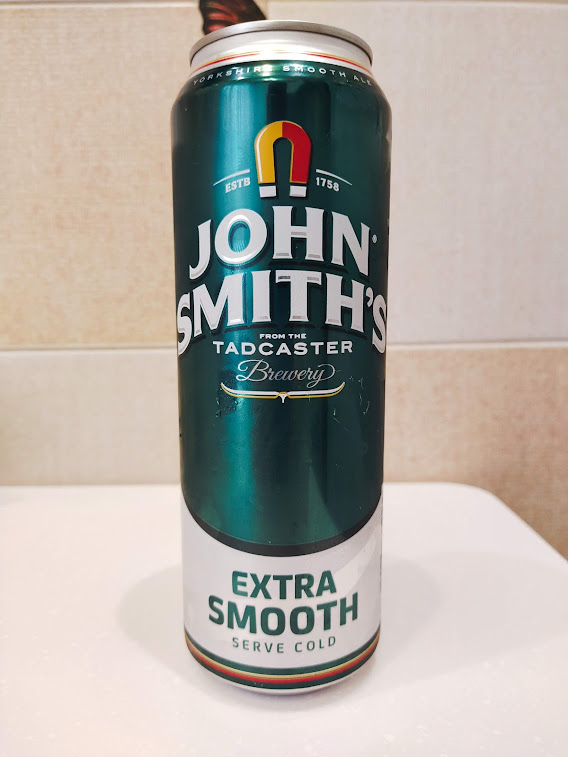 YORKSHIRE SMOOTH ALE
ESTB 1758
JOHN
SMITH'S®
FROM THE
TADCASTER
Brewery
EXTRA
SMOOTH
SERVE COLD